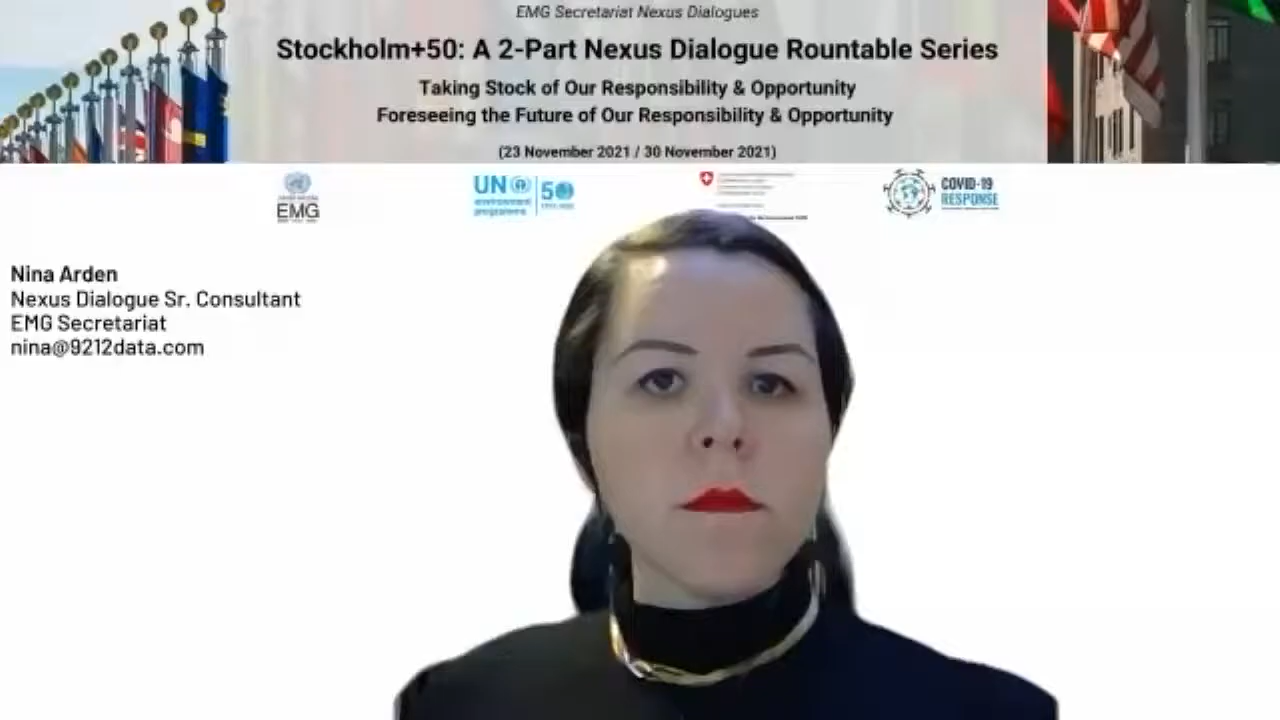 EMG Secretariat Nexus Dialogues
Stockholm+50: A 2-Part Nexus Dialogue Roundtable Series
Taking Stock of Our Responsibility & Opportunity
Foreseeing the Future of Our Responsibility & Opportunity
(23 November 2021 / 30 November 2021)
EMG
UN environment programme 50
COVID-19 RESPONSE
Nina Arden
Nexus Dialogue Sr. Consultant
EMG Secretariat
nina@9212data.com